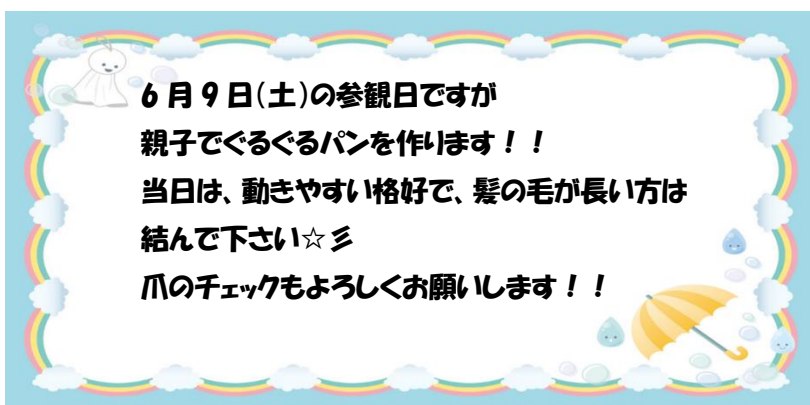 6月9日(土)の参観日ですが
親子でぐるぐるパンを作ります！！
当日は、動きやすい格好で、髪の毛が長い方は
結んで下さい☆彡
爪のチェックもよろしくお願いします！！